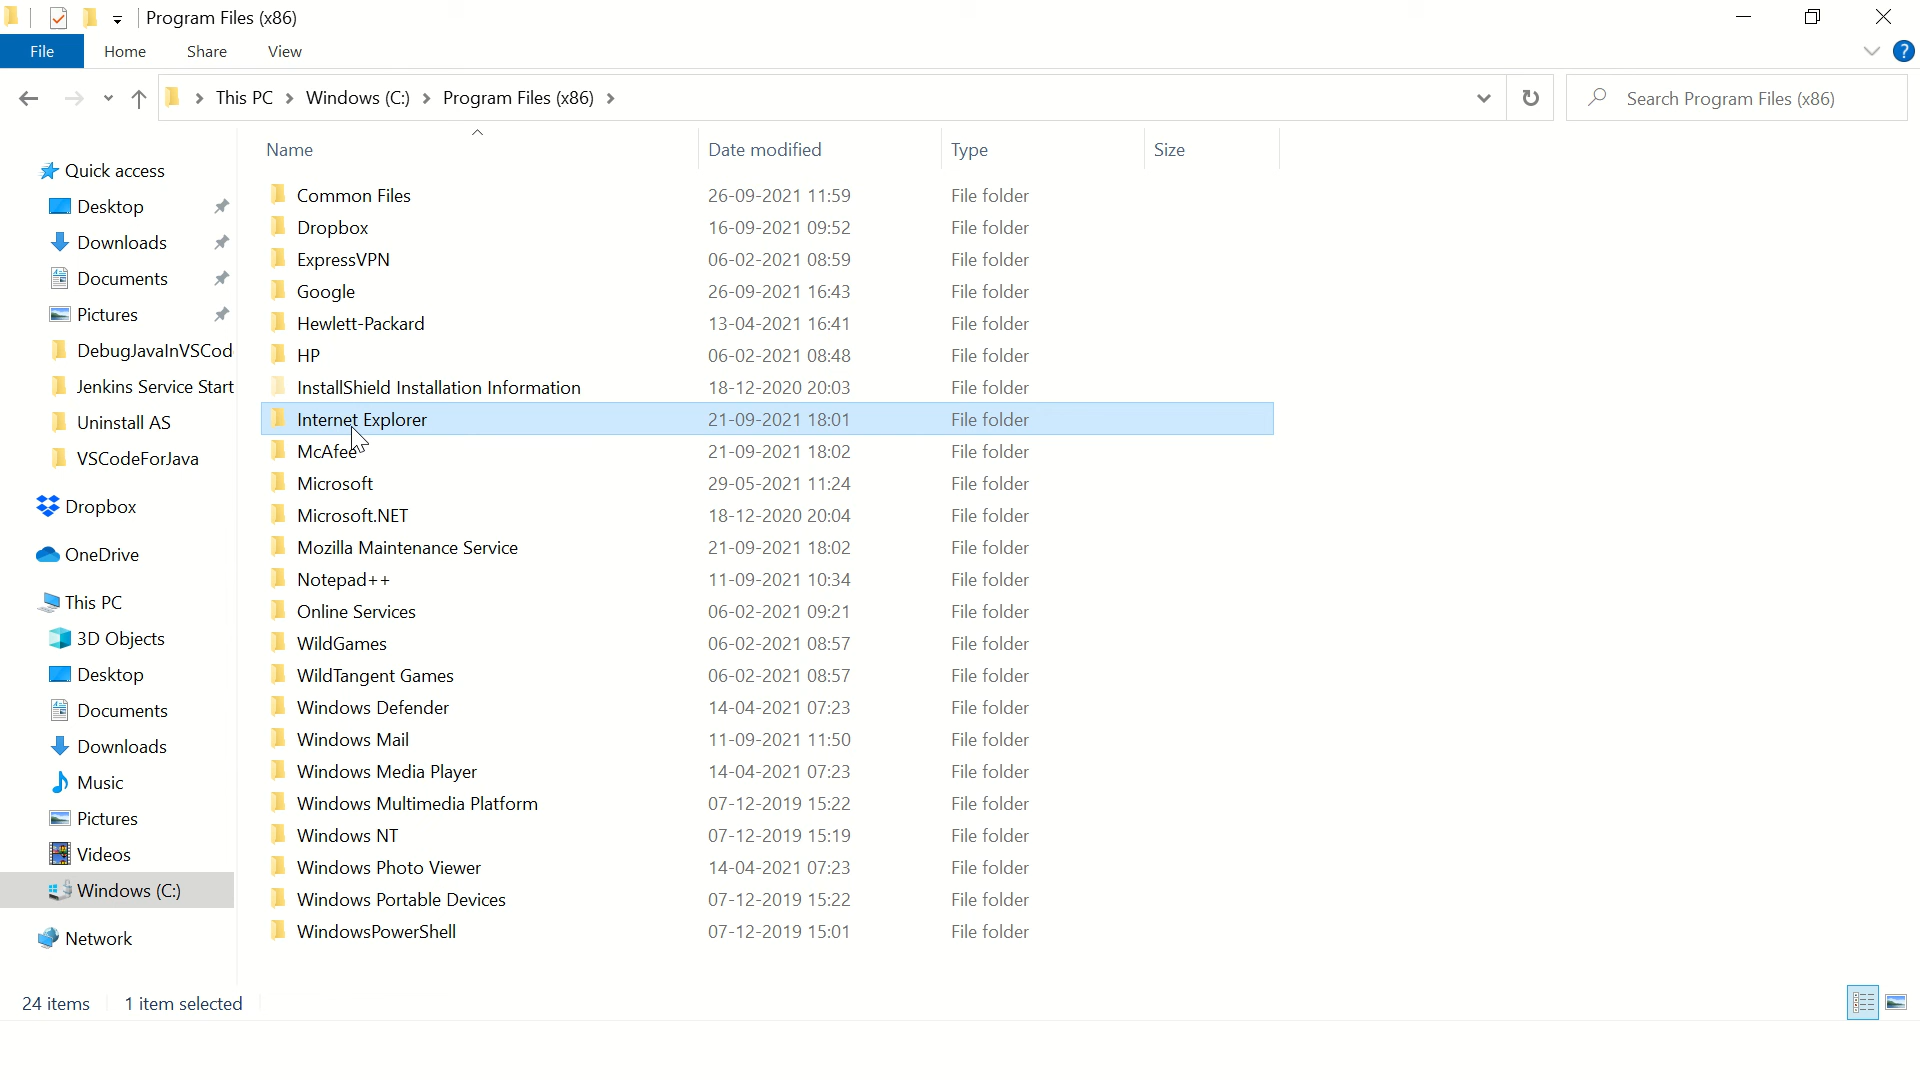 Program Files (x86)
File Home Share View ?
This PC Windows (C:) Program Files (x86) Search Program Files (x86)
Name Date modified Type Size
Quick access
Desktop
Downloads
Documents
Pictures
DebugJavaInVSCod
Jenkins Service Start
Uninstall AS
VSCodeForJava
Dropbox
OneDrive
This PC
3D Objects
Desktop
Documents
Downloads
Music
Pictures
Videos
Windows (C:)
Network
Common Files 26-09-2021 11:59 File folder
Dropbox 16-09-2021 09:52 File folder
ExpressVPN 06-02-2021 08:59 File folder
Google 26-09-2021 16:43 File folder
Hewlett-Packard 13-04-2021 16:41 File folder
HP 06-02-2021 08:48 File folder
InstallShield Installation Information 18-12-2020 20:03 File folder
Internet Explorer 21-09-2021 18:01 File folder
McAfee 21-09-2021 18:02 File folder
Microsoft 29-05-2021 11:24 File folder
Microsoft.NET 18-12-2020 20:04 File folder
Mozilla Maintenance Service 21-09-2021 18:02 File folder
Notepad++ 11-09-2021 10:34 File folder
Online Services 06-02-2021 09:21 File folder
WildGames 06-02-2021 08:57 File folder
WildTangent Games 06-02-2021 08:57 File folder
Windows Defender 14-04-2021 07:23 File folder
Windows Mail 11-09-2021 11:50 File folder
Windows Media Player 14-04-2021 07:23 File folder
Windows Multimedia Platform 07-12-2019 15:22 File folder
Windows NT 07-12-2019 15:19 File folder
Windows Photo Viewer 14-04-2021 07:23 File folder
Windows Portable Devices 07-12-2019 15:22 File folder
WindowsPowerShell 07-12-2019 15:01 File folder
24 items 1 item selected